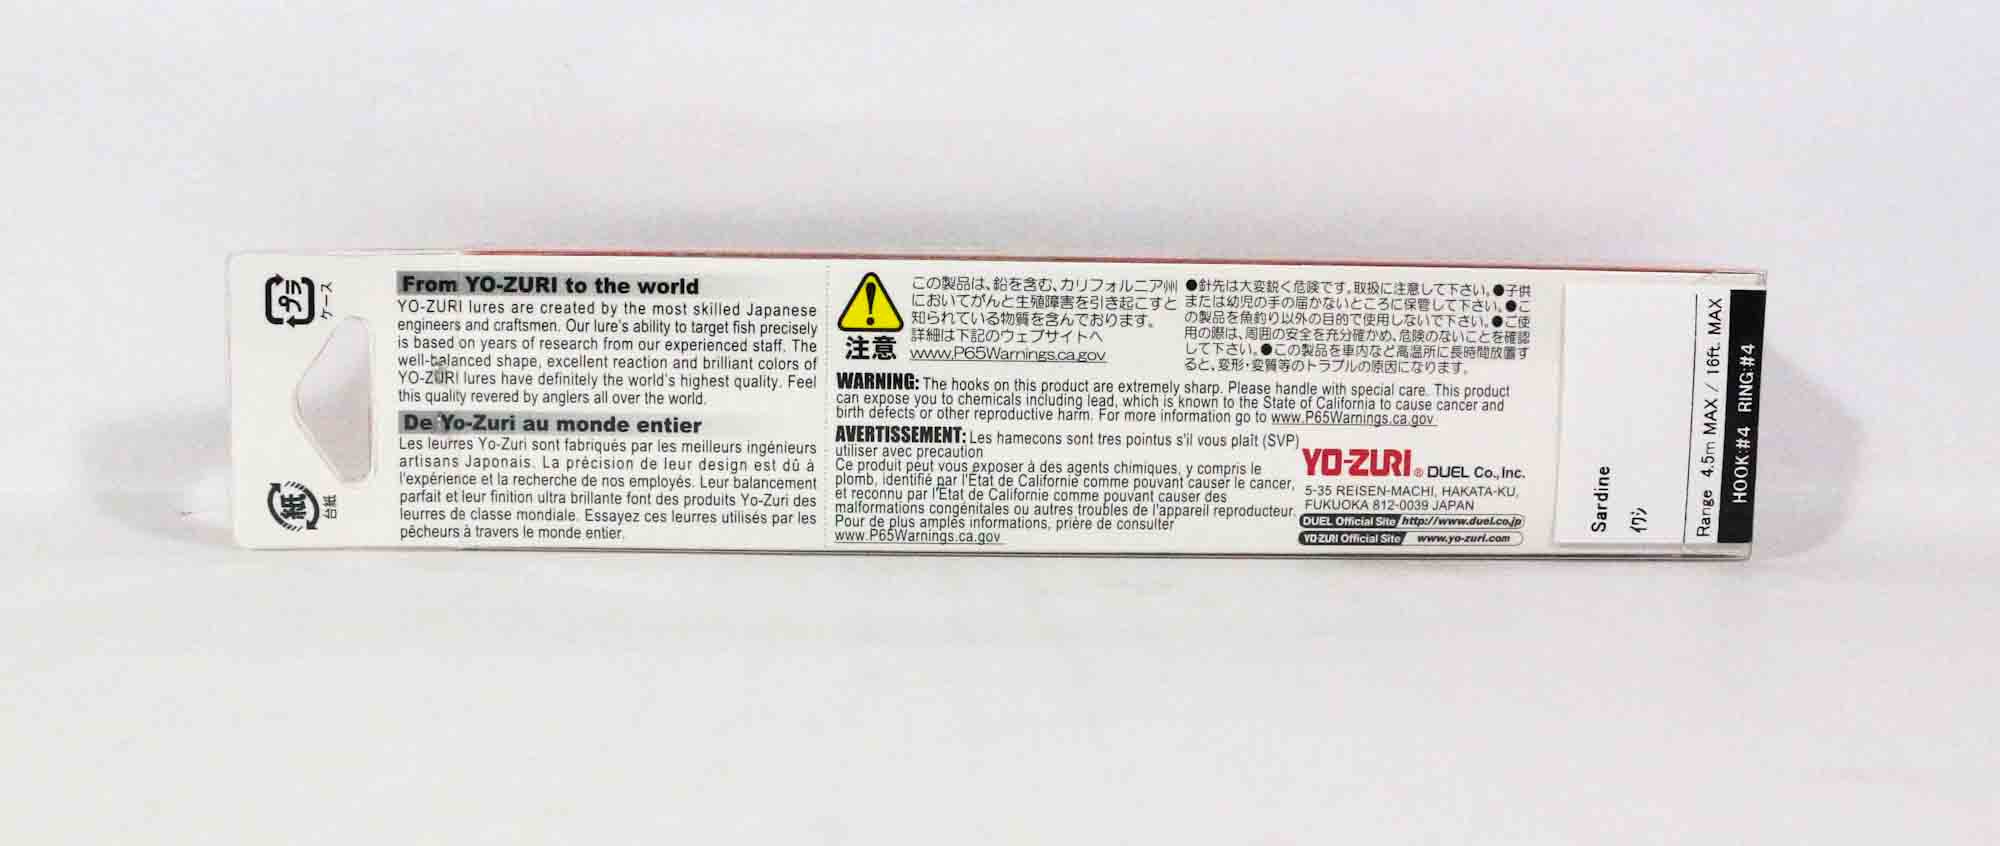 プラ
ケース
紙
台紙
From YO-ZURI to the world
YO-ZURI lures are created by the most skilled Japanese
engineers and craftsmen. Our lure's ability to target fish precisely
is based on years of research from our experienced staff. The
well-balanced shape, excellent reaction and brilliant colors of
YO-ZURI lures have definitely the world's highest quality. Feel
this quality revered by anglers all over the world.
De Yo-Zuri au monde entier
Les leurres Yo-Zuri sont fabriqués par les meilleurs ingénieurs
artisans Japonais. La précision de leur design est dû à
l'expérience et la recherche de nos employés. Leur balancement
parfait et leur finition ultra brillante font des produits Yo-Zuri des
leurres de classe mondiale. Essayez ces leurres utilisés par les
pêcheurs à travers le monde entier.
注意
この製品は、鉛を含む、カリフォルニア州
においてがんと生殖障害を引き起こすと
知られている物質を含んでおります。
詳細は下記のウェブサイトへ
www.P65Warnings.ca.gov
●針先は大変鋭く危険です。取扱に注意して下さい。●子供
または幼児の手の届かないところに保管して下さい。●こ
の製品を魚釣り以外の目的で使用しないで下さい。●ご使
用の際は、周囲の安全を充分確かめ、危険のないことを確認
して下さい。●この製品を車内など高温所に長時間放置す
ると、変形・変質等のトラブルの原因になります。
WARNING: The hooks on this product are extremely sharp. Please handle with special care. This product
can expose you to chemicals including lead, which is known to the State of California to cause cancer and
birth defects or other reproductive harm. For more information go to www.P65Warnings.ca.gov
AVERTISSEMENT: Les hamecons sont tres pointus s'il vous plaît (SVP)
utiliser avec precaution
Ce produit peut vous exposer à des agents chimiques, y compris le
plomb, identifié par l'État de Californie comme pouvant causer le cancer,
et reconnu par l'État de Californie comme pouvant causer des
malformations congénitales ou autres troubles de l'appareil reproducteur.
Pour de plus amples informations, prière de consulter
www.P65Warnings.ca.gov
YO-ZURI® DUEL Co., Inc.
5-35 REISEN-MACHI, HAKATA-KU,
FUKUOKA 812-0039 JAPAN
DUEL Official Site http://www.duel.co.jp
YO-ZURI Official Site www.yo-zuri.com
Sardine
イワシ
Range 4.5m MAX / 16ft. MAX
HOOK:#4 RING:#4